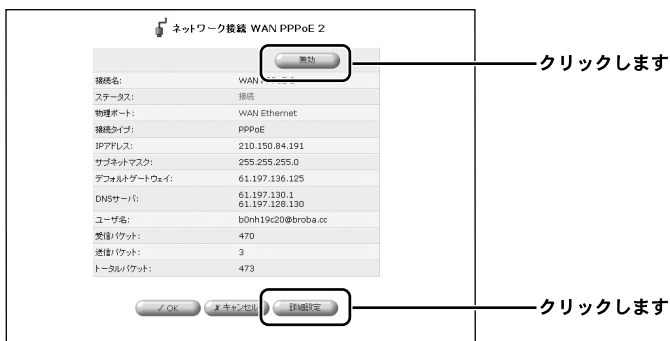 ネットワーク接続 WAN PPPoE 2
無効
クリックします
接続名: WAN PPPoE 2
ステータス: 接続
物理ポート: WAN Ethernet
接続タイプ: PPPoE
IPアドレス: 210.150.84.191
サブネットマスク: 255.255.255.0
デフォルトゲートウェイ: 61.197.136.125
DNSサーバ: 61.197.130.1
61.197.128.130
ユーザ名: b0nh19c20@broba.cc
受信パケット: 470
送信パケット: 3
トータルパケット: 473
✓ OK
✗ キャンセル
詳細設定
クリックします